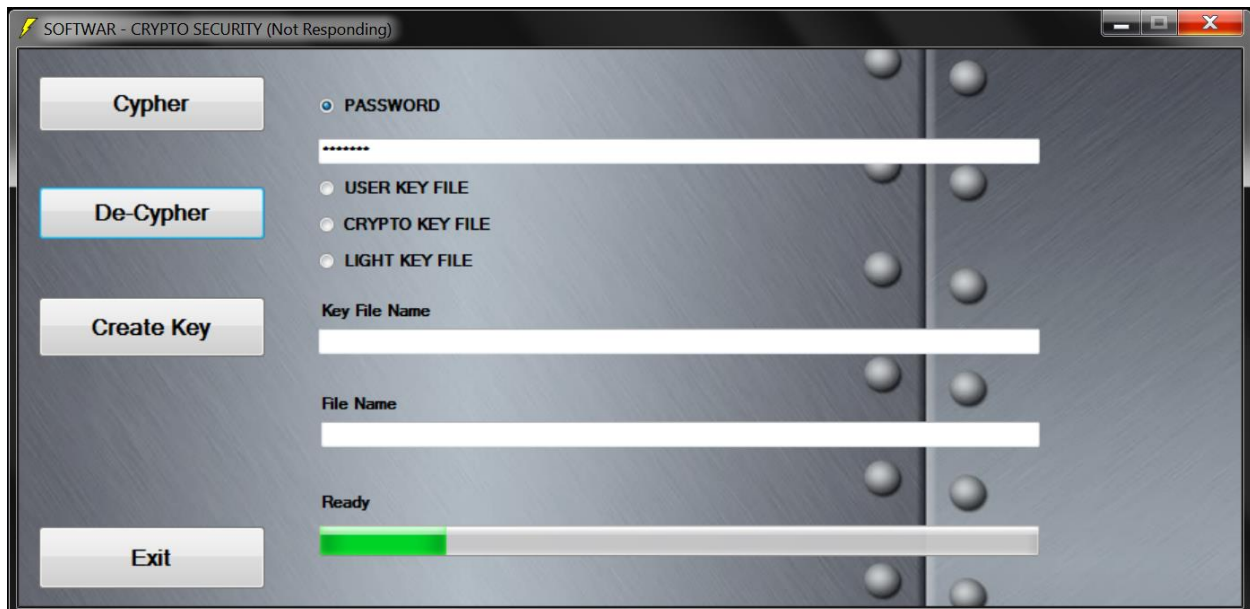 SOFTWAR - CRYPTO SECURITY (Not Responding)
Cypher
PASSWORD
*******
De-Cypher
USER KEY FILE
CRYPTO KEY FILE
LIGHT KEY FILE
Create Key
Key File Name
File Name
Ready
Exit